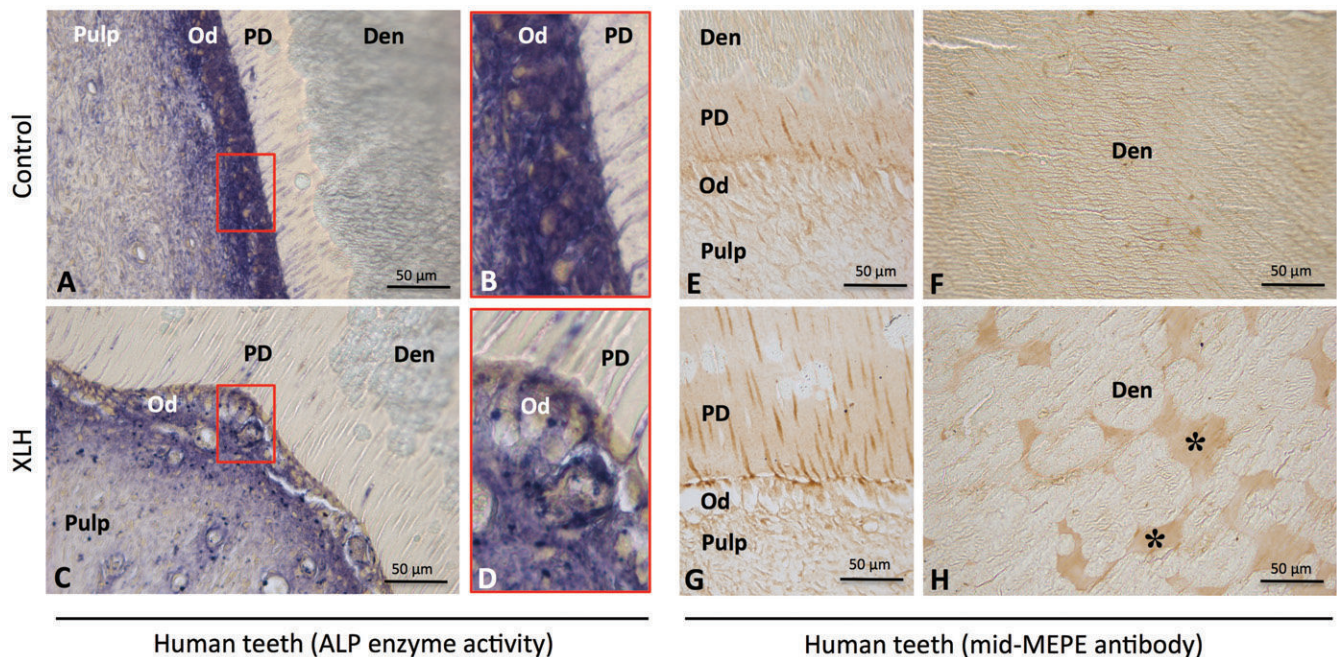 Control
Pulp Od PD Den
A
50 µm
Od PD
B
Den
PD
Od
Pulp
E
50 µm
Den
F
50 µm
XLH
PD Den
Od
Pulp
C
50 µm
PD
Od
D
PD
Od
Pulp
G
50 µm
Den
*
*
H
50 µm
Human teeth (ALP enzyme activity)
Human teeth (mid-MEPE antibody)